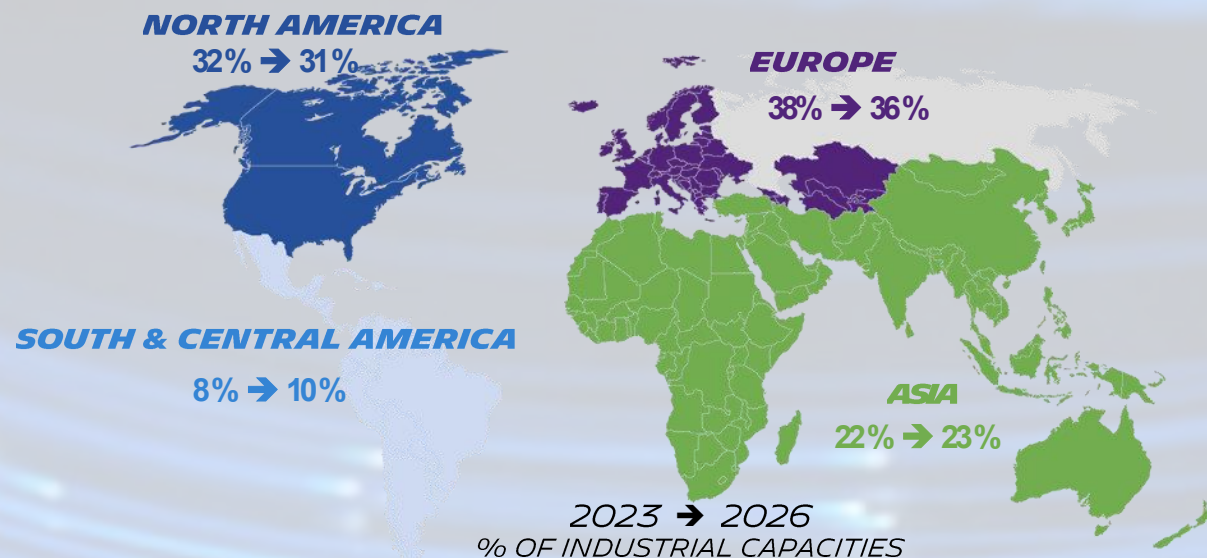 NORTH AMERICA
32% ➔ 31%
EUROPE
38% ➔ 36%
SOUTH & CENTRAL AMERICA
8% ➔ 10%
ASIA
22% ➔ 23%
2023 ➔ 2026
% OF INDUSTRIAL CAPACITIES